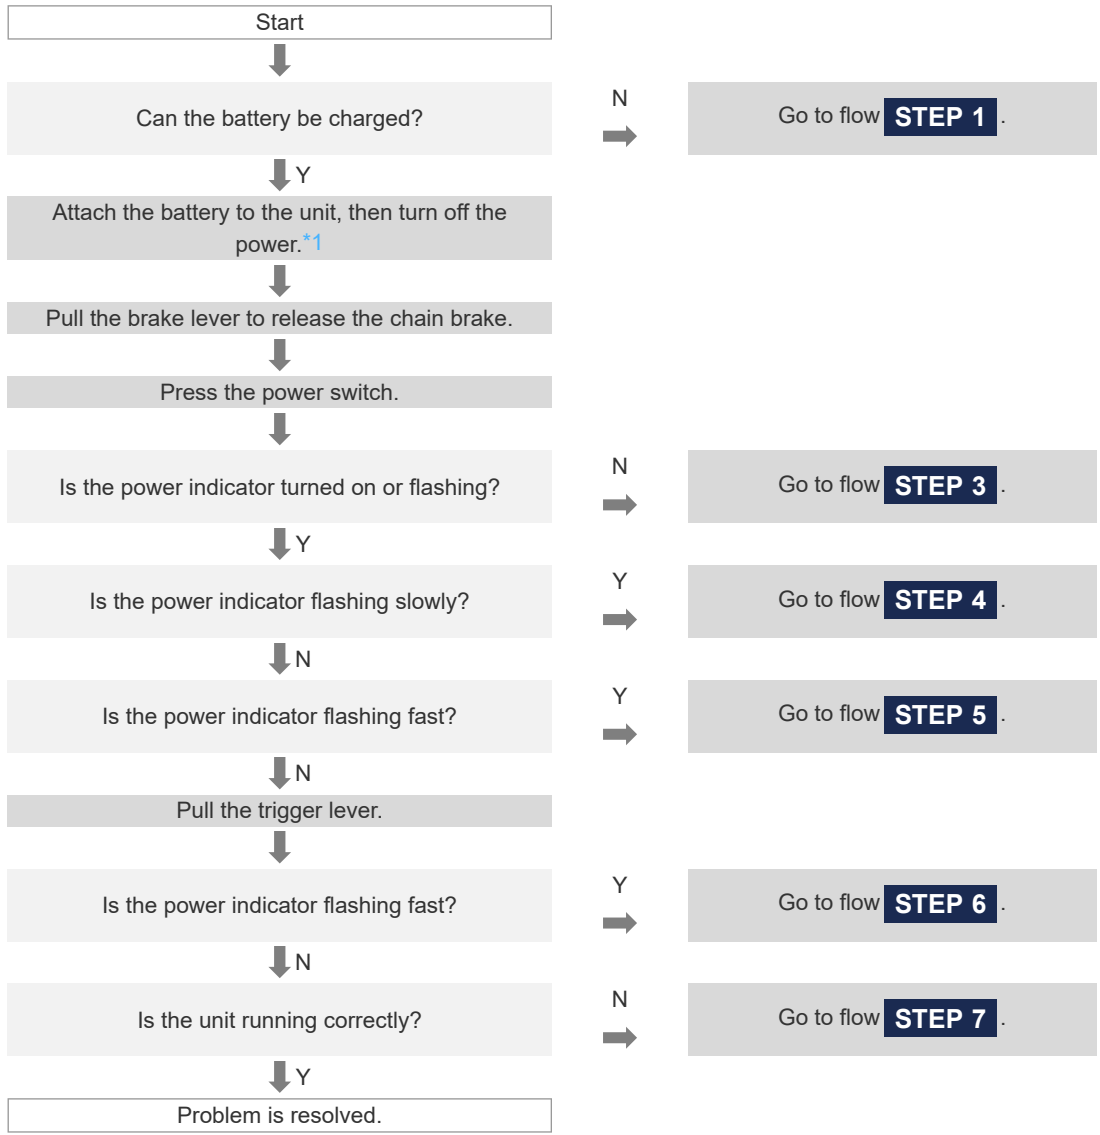 Start
Can the battery be charged?
N
Go to flow STEP 1 .
Y
Attach the battery to the unit, then turn off the
power.*1
Pull the brake lever to release the chain brake.
Press the power switch.
Is the power indicator turned on or flashing?
N
Go to flow STEP 3 .
Y
Is the power indicator flashing slowly?
Y
Go to flow STEP 4 .
N
Is the power indicator flashing fast?
Y
Go to flow STEP 5 .
N
Pull the trigger lever.
Is the power indicator flashing fast?
Y
Go to flow STEP 6 .
N
Is the unit running correctly?
N
Go to flow STEP 7 .
Y
Problem is resolved.